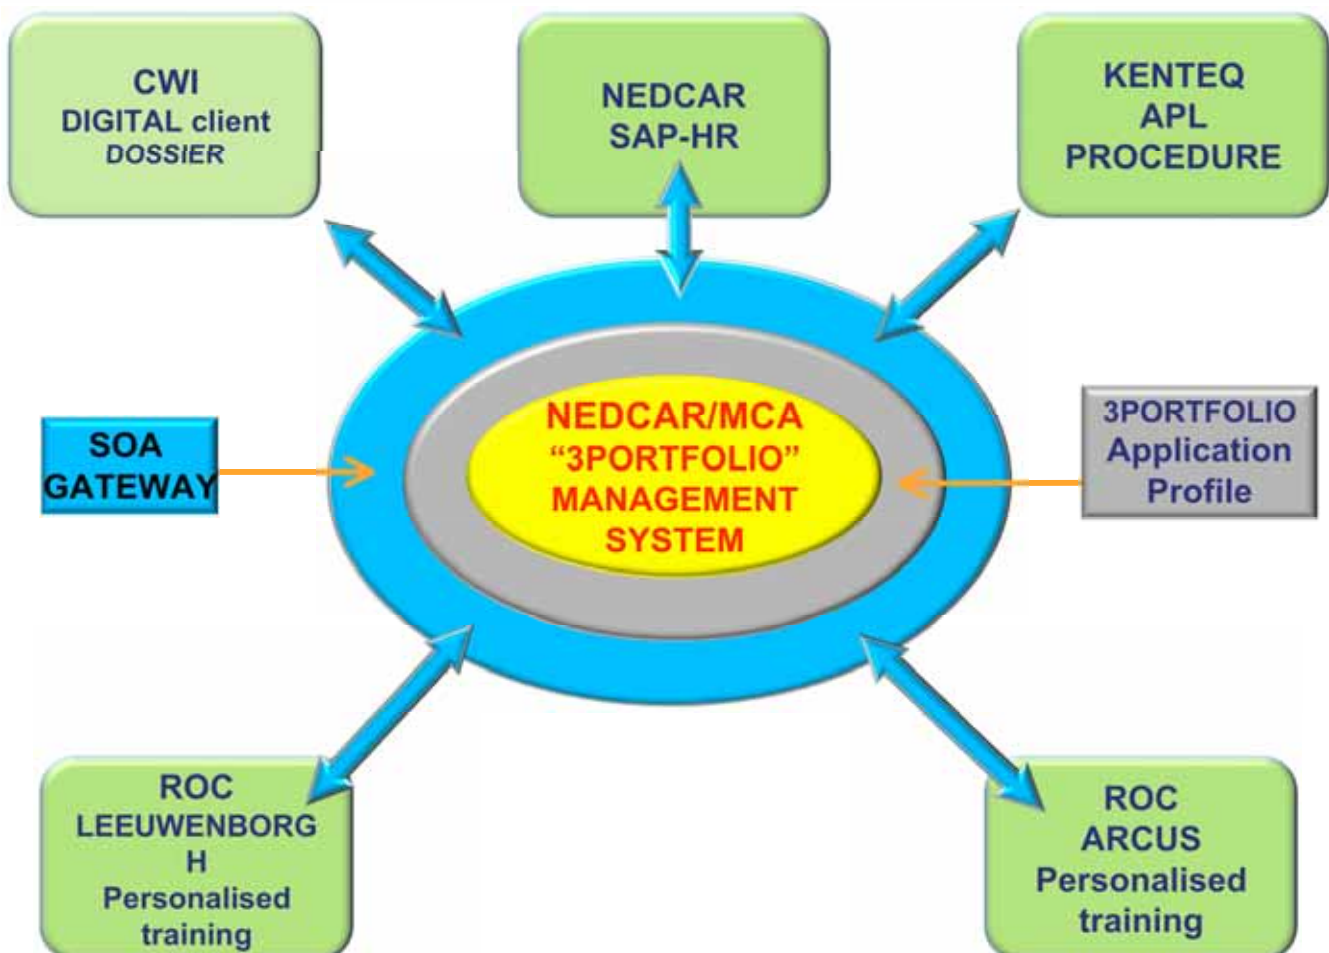 CWI
DIGITAL client
DOSSIER
NEDCAR
SAP-HR
KENTEQ
APL
PROCEDURE
SOA
GATEWAY
NEDCAR/MCA
“3PORTFOLIO”
MANAGEMENT
SYSTEM
3PORTFOLIO
Application
Profile
ROC
LEEUWENBORG
H
Personalised
training
ROC
ARCUS
Personalised
training